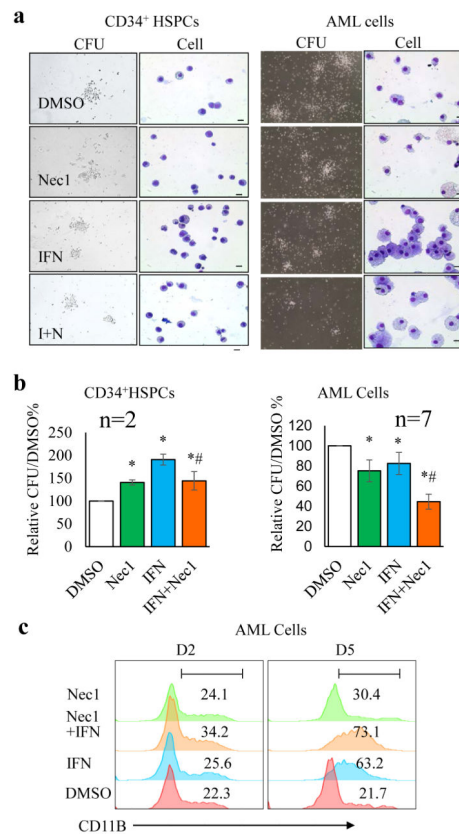 a
CD34+ HSPCs
AML cells
CFU
Cell
CFU
Cell
DMSO
Nec1
IFN
I+N
b
CD34+HSPCs
AML Cells
n=2
n=7
Relative CFU/DMSO%
250
200
150
100
50
0
*
*
*#
DMSO
Nec1
IFN
IFN+Nec1
Relative CFU/DMSO %
120
100
80
60
40
20
0
*
*
*#
DMSO
Nec1
IFN
IFN+Nec1
c
AML Cells
D2
D5
Nec1
24.1
30.4
Nec1
+IFN
34.2
73.1
IFN
25.6
63.2
DMSO
22.3
21.7
CD11B